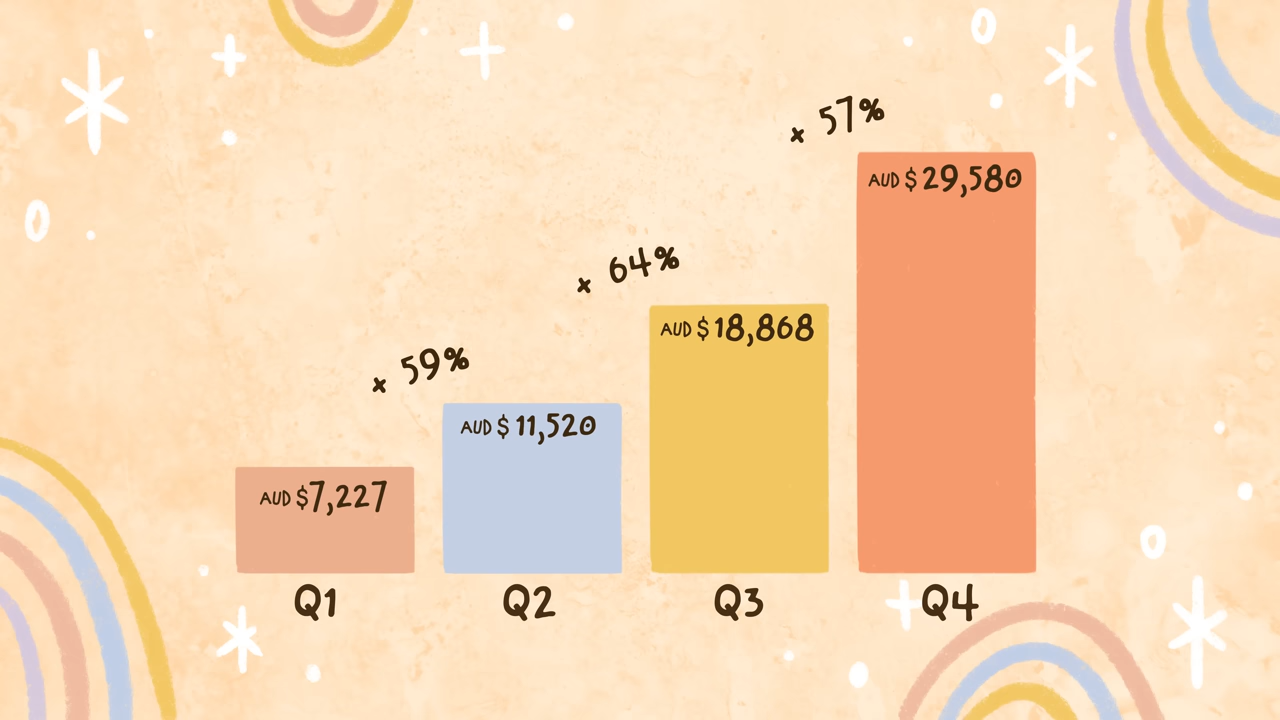 + 57%
AUD $ 29,580
+ 64%
AUD $ 18,868
+ 59%
AUD $ 11,520
AUD $7,227
Q1 Q2 Q3 Q4